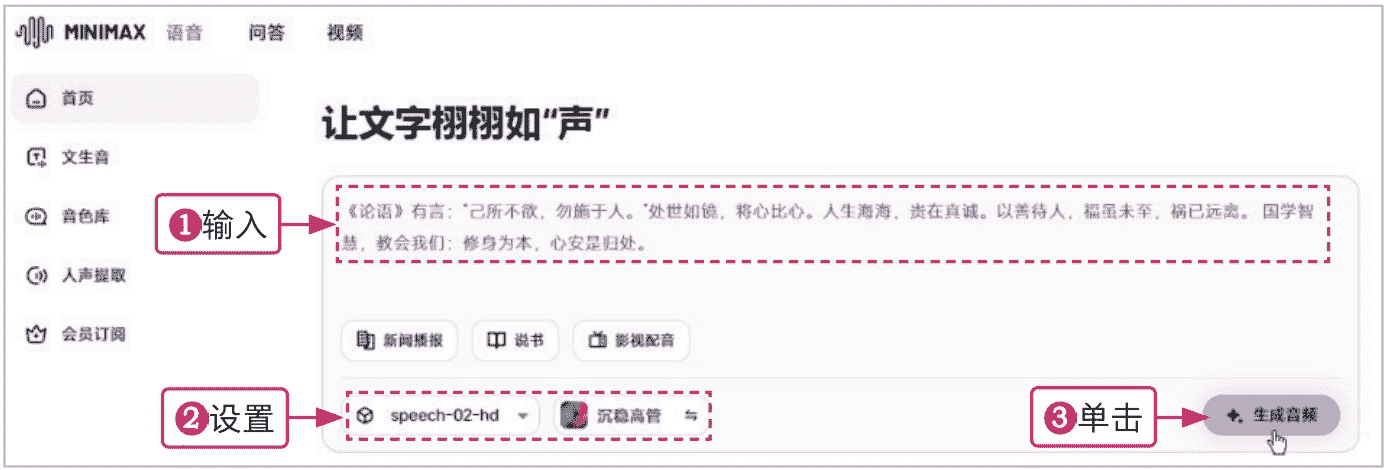 MINIMAX 语音 问答 视频
首页
文生音
音色库
人声提取
会员订阅
让文字栩栩如“声”
❶输入
《论语》有言：“己所不欲，勿施于人。”处世如镜，将心比心。人生海海，贵在真诚。以善待人，福虽未至，祸已远离。 国学智
慧，教会我们：修身为本，心安是归处。
新闻播报 说书 影视配音
❷设置
speech-02-hd 沉稳高管
❸单击
生成音频